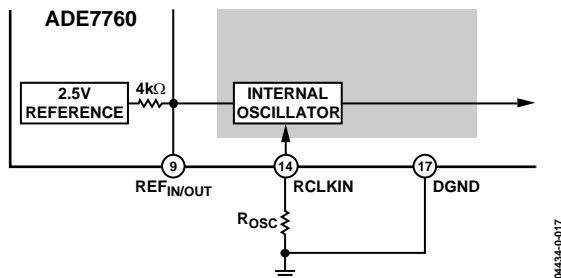 ADE7760
2.5V
REFERENCE
4kΩ
INTERNAL
OSCILLATOR
9
14
17
REFIN/OUT
RCLKIN
DGND
ROSC
04434-0-017